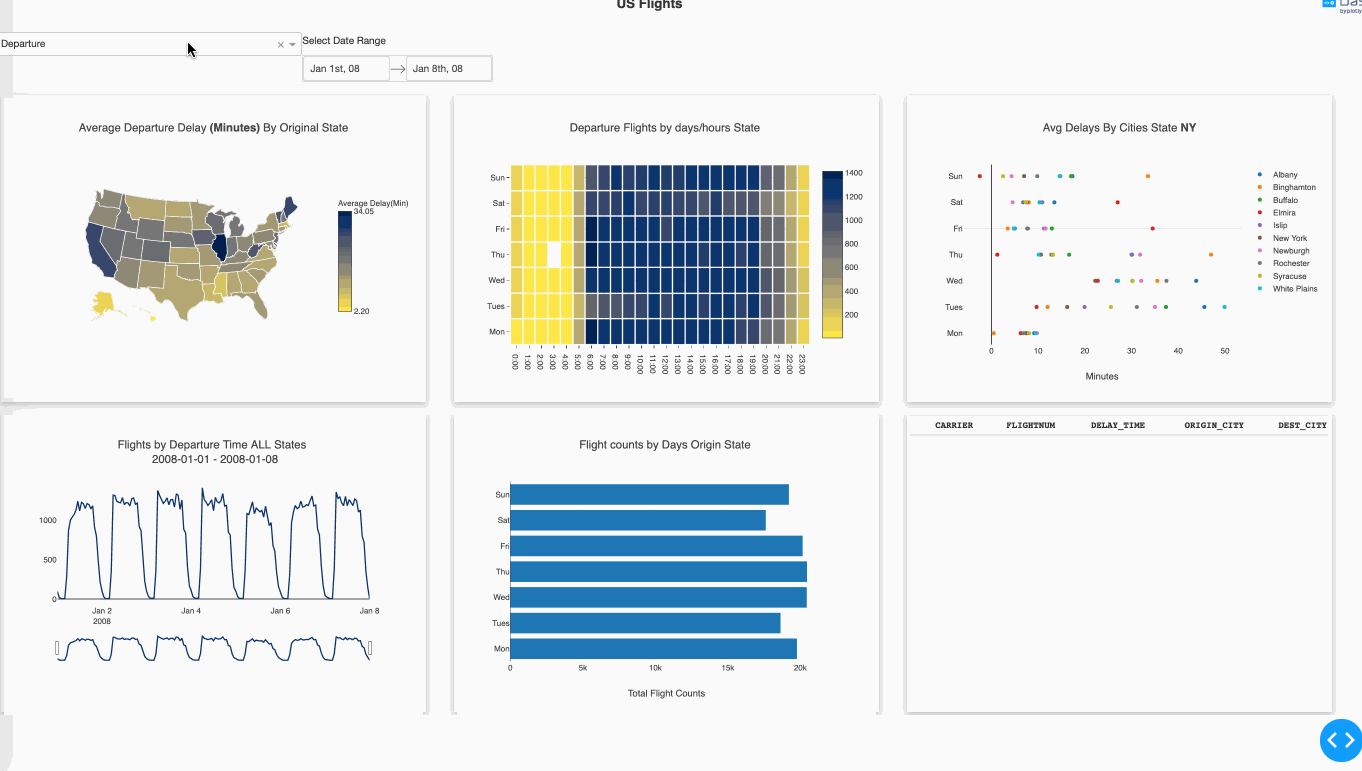 US Flights
by plotly
Departure
Select Date Range
Jan 1st, 08
Jan 8th, 08
Average Departure Delay (Minutes) By Original State
Average Delay(Min)
34.05
2.20
Departure Flights by days/hours State
Sun
Sat
Fri
Thu
Wed
Tues
Mon
0:00 1:00 2:00 3:00 4:00 5:00 6:00 7:00 8:00 9:00 10:00 11:00 12:00 13:00 14:00 15:00 16:00 17:00 18:00 19:00 20:00 21:00 22:00 23:00
1400
1200
1000
800
600
400
200
Avg Delays By Cities State NY
Sun
Sat
Fri
Thu
Wed
Tues
Mon
0 10 20 30 40 50
Minutes
Albany
Binghamton
Buffalo
Elmira
Islip
New York
Newburgh
Rochester
Syracuse
White Plains
Flights by Departure Time ALL States
2008-01-01 - 2008-01-08
1000
500
0
Jan 2 Jan 4 Jan 6 Jan 8
2008
Flight counts by Days Origin State
Sun
Sat
Fri
Thu
Wed
Tues
Mon
0 5k 10k 15k 20k
Total Flight Counts
CARRIER FLIGHTNUM DELAY_TIME ORIGIN_CITY DEST_CITY